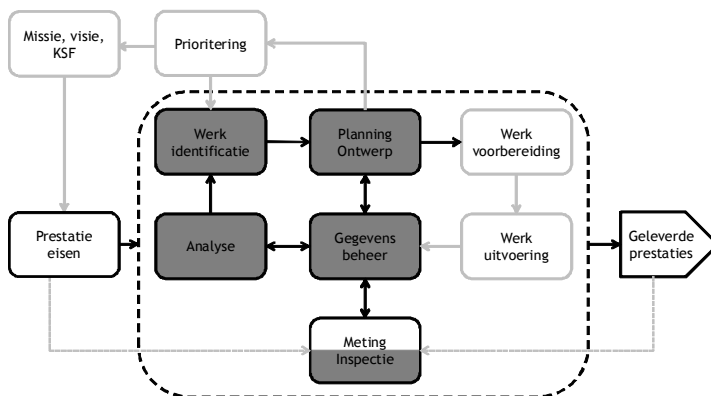 Missie, visie,
KSF
Prioritering
Werk
identificatie
Planning
Ontwerp
Werk
voorbereiding
Prestatie
eisen
Analyse
Gegevens
beheer
Werk
uitvoering
Geleverde
prestaties
Meting
Inspectie